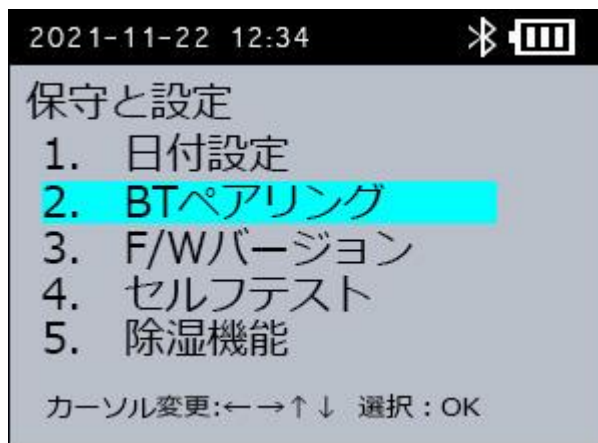 2021-11-22 12:34
保守と設定
1. 日付設定
2. BTペアリング
3. F/Wバージョン
4. セルフテスト
5. 除湿機能
カーソル変更:←→↑↓ 選択：OK